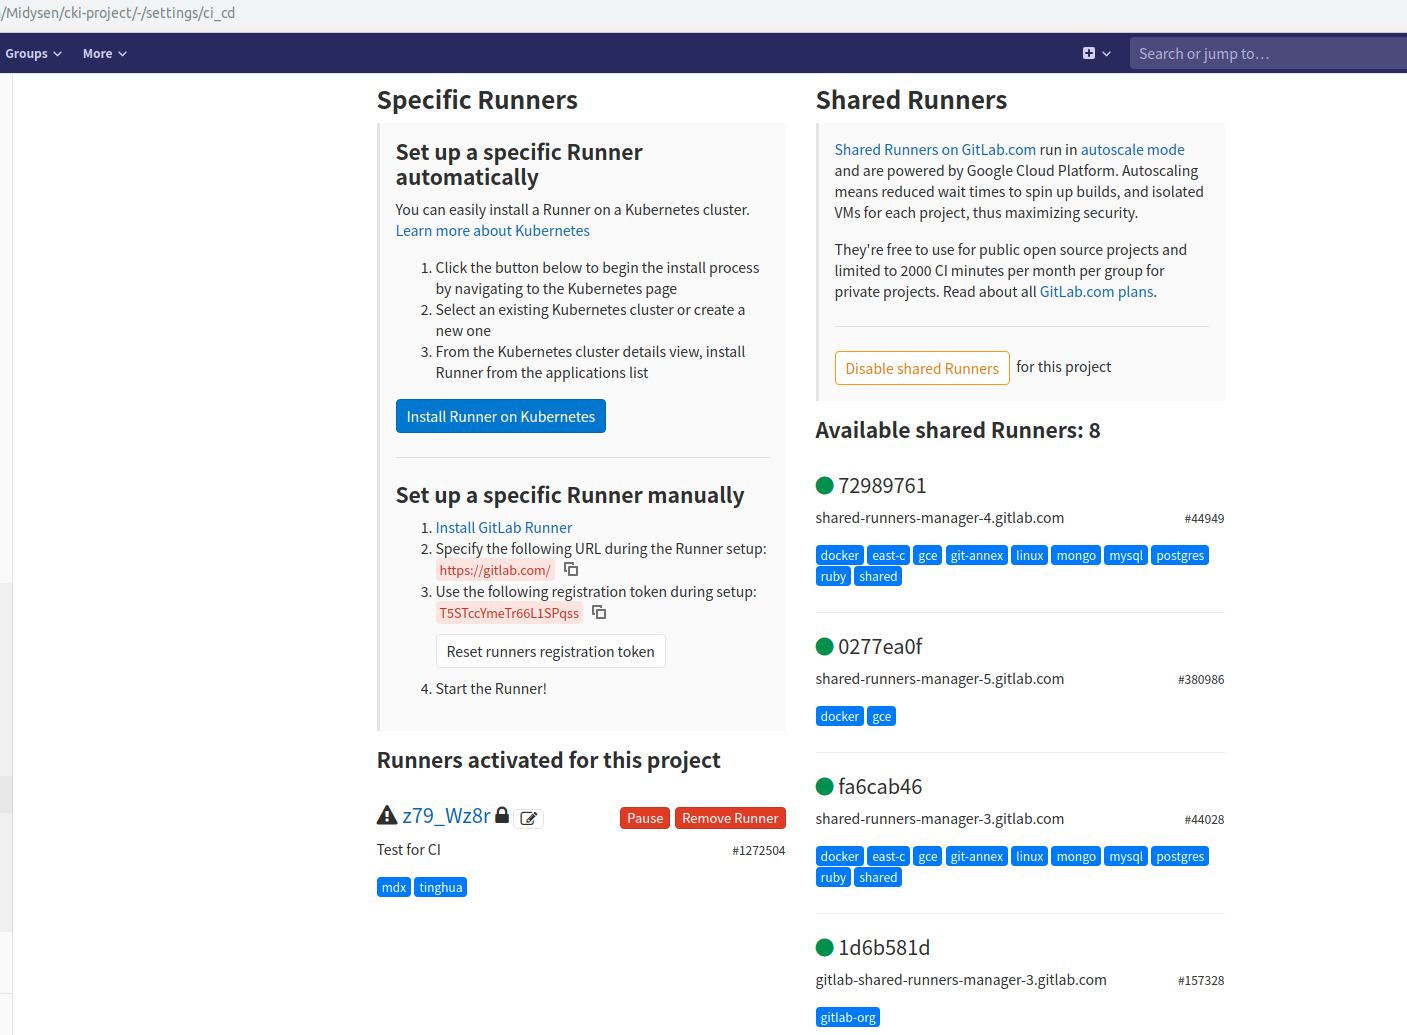 /Midysen/cki-project/-/settings/ci_cd
Groups
More
Search or jump to…
Specific Runners
Set up a specific Runner
automatically
You can easily install a Runner on a Kubernetes cluster.
Learn more about Kubernetes
1. Click the button below to begin the install process
by navigating to the Kubernetes page
2. Select an existing Kubernetes cluster or create a
new one
3. From the Kubernetes cluster details view, install
Runner from the applications list
Install Runner on Kubernetes
Set up a specific Runner manually
1. Install GitLab Runner
2. Specify the following URL during the Runner setup:
https://gitlab.com/
3. Use the following registration token during setup:
T5STccYmeTr66L1SPqss
Reset runners registration token
4. Start the Runner!
Runners activated for this project
z79_Wz8r
Pause
Remove Runner
Test for CI
#1272504
mdx tinghua
Shared Runners
Shared Runners on GitLab.com run in autoscale mode
and are powered by Google Cloud Platform. Autoscaling
means reduced wait times to spin up builds, and isolated
VMs for each project, thus maximizing security.
They're free to use for public open source projects and
limited to 2000 CI minutes per month per group for
private projects. Read about all GitLab.com plans.
Disable shared Runners for this project
Available shared Runners: 8
72989761
shared-runners-manager-4.gitlab.com
#44949
docker east-c gce git-annex linux mongo mysql postgres
ruby shared
0277ea0f
shared-runners-manager-5.gitlab.com
#380986
docker gce
fa6cab46
shared-runners-manager-3.gitlab.com
#44028
docker east-c gce git-annex linux mongo mysql postgres
ruby shared
1d6b581d
gitlab-shared-runners-manager-3.gitlab.com
#157328
gitlab-org